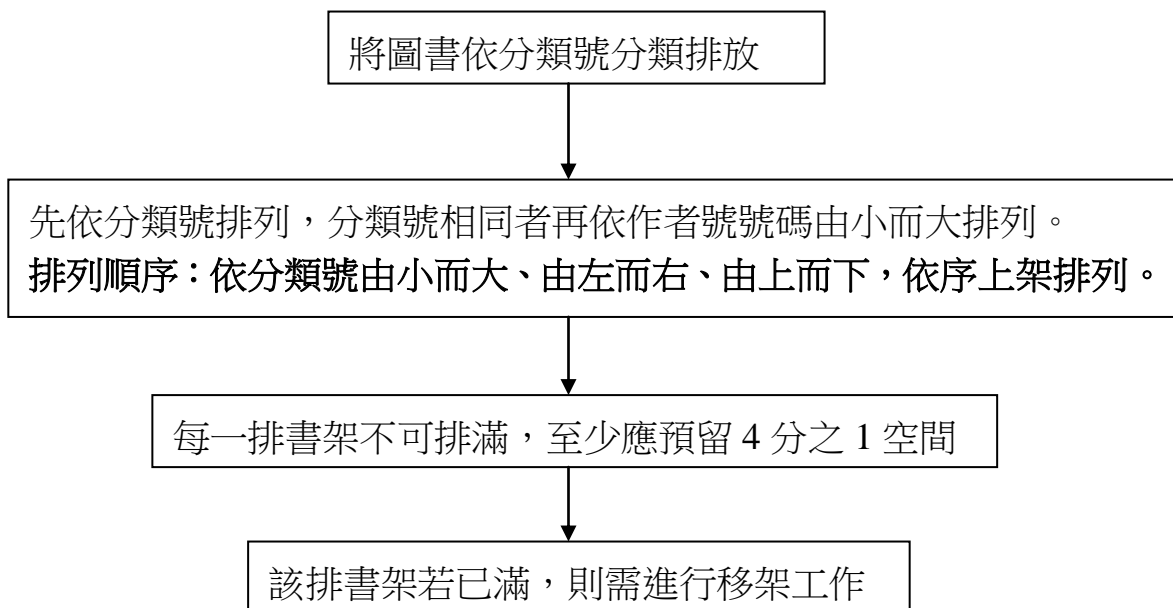 將圖書依分類號分類排放
先依分類號排列，分類號相同者再依作者號號碼由小而大排列。
排列順序：依分類號由小而大、由左而右、由上而下，依序上架排列。
每一排書架不可排滿，至少應預留 4 分之 1 空間
該排書架若已滿，則需進行移架工作